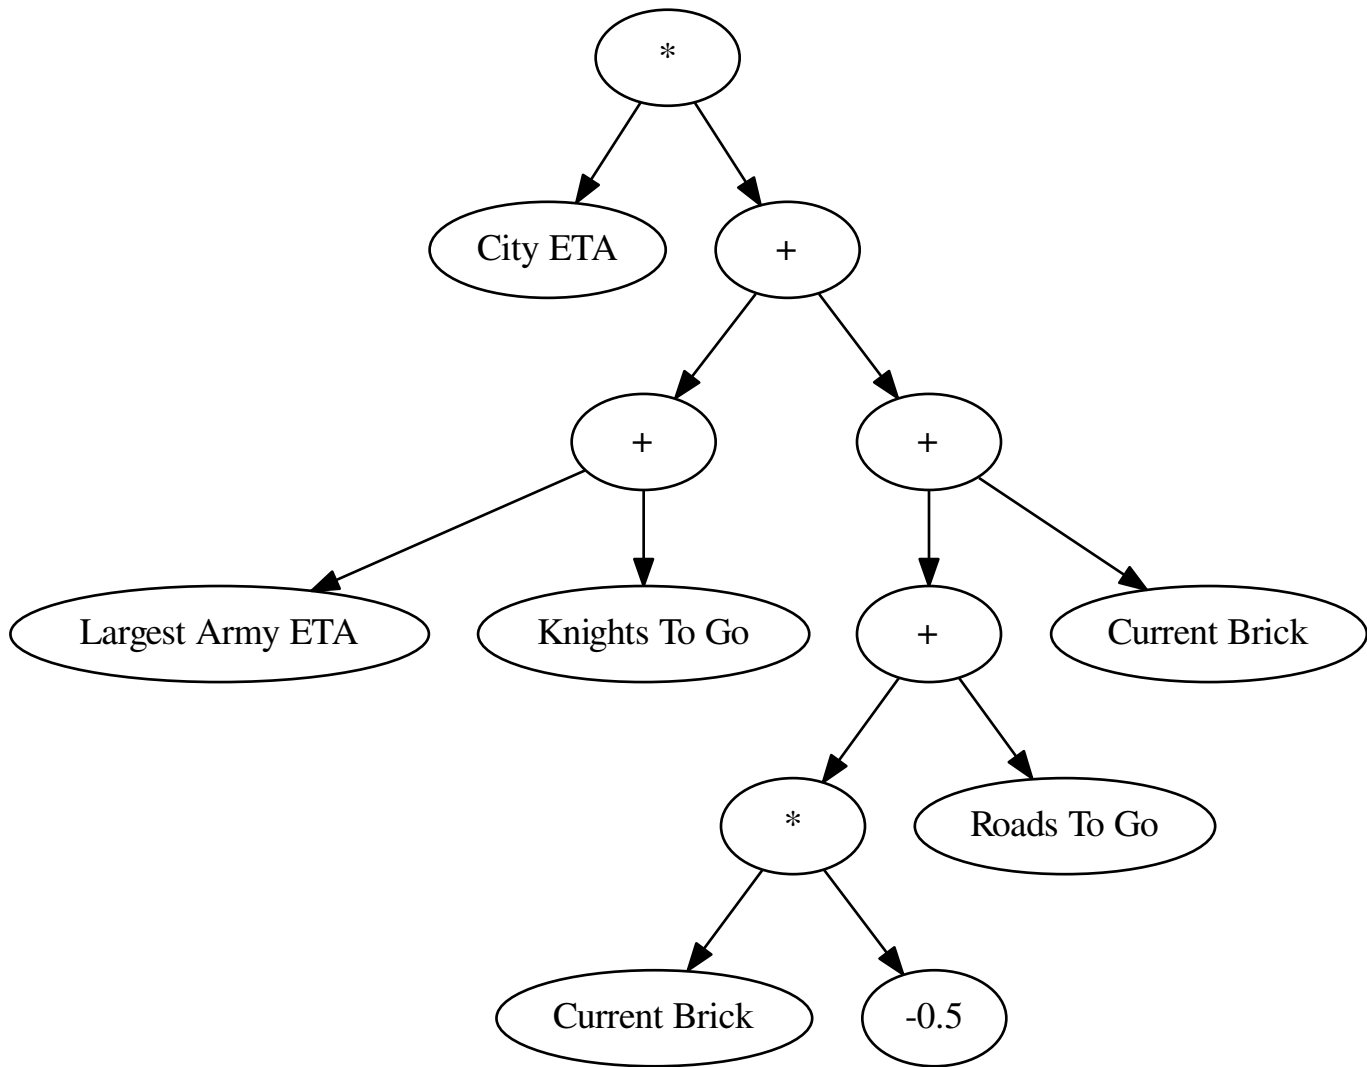 *
City ETA
+
+
+
Largest Army ETA
Knights To Go
+
Current Brick
*
Roads To Go
Current Brick
-0.5